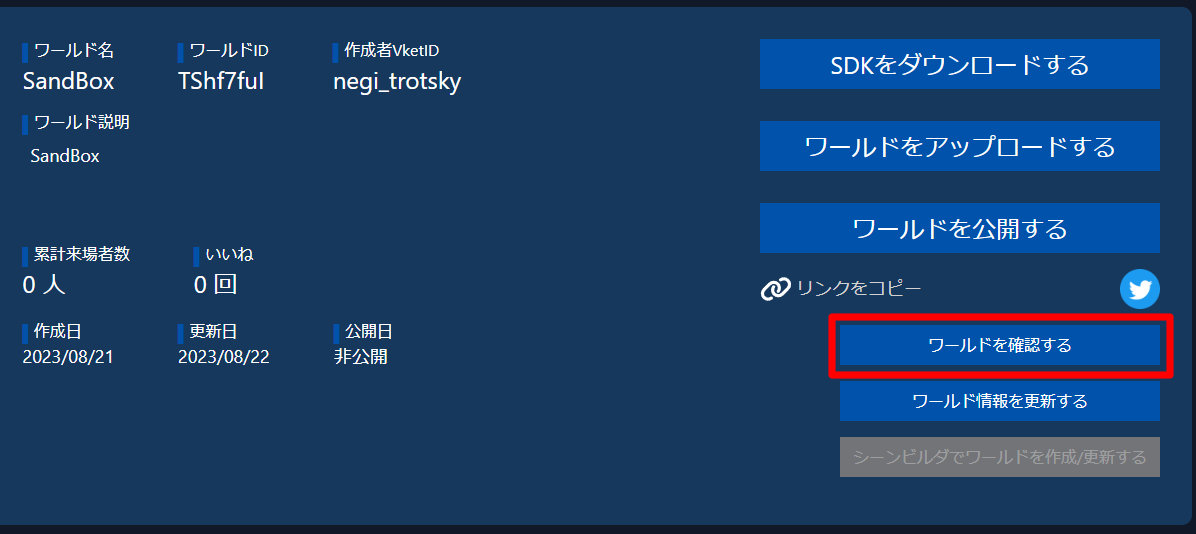 ワールド名
SandBox
ワールドID
TShf7fuI
作成者VketID
negi_trotsky
ワールド説明
SandBox
累計来場者数
0 人
いいね
0 回
作成日
2023/08/21
更新日
2023/08/22
公開日
非公開
SDKをダウンロードする
ワールドをアップロードする
ワールドを公開する
リンクをコピー
ワールドを確認する
ワールド情報を更新する
シーンビルダでワールドを作成/更新する